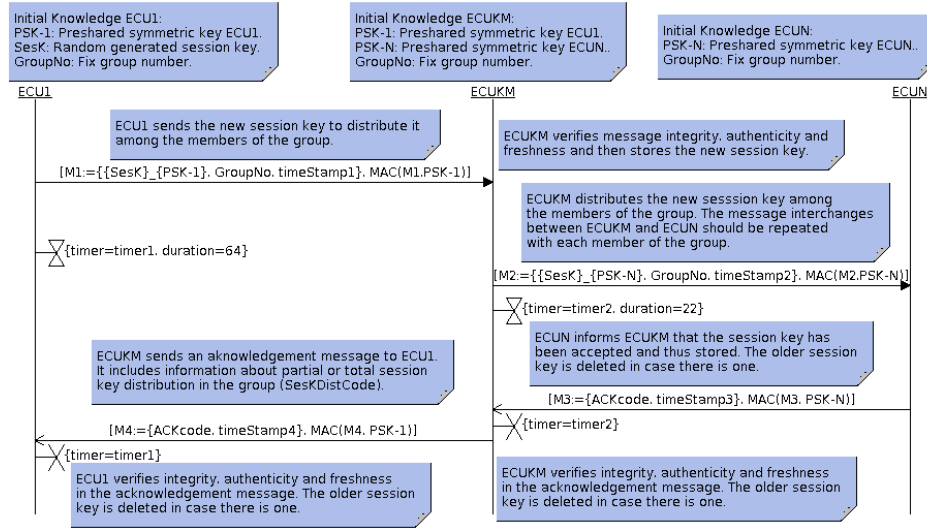 Initial Knowledge ECU1:
PSK-1: Preshared symmetric key ECU1.
SesK: Random generated session key.
GroupNo: Fix group number.
Initial Knowledge ECUKM:
PSK-1: Preshared symmetric key ECU1.
PSK-N: Preshared symmetric key ECUN..
GroupNo: Fix group number.
Initial Knowledge ECUN:
PSK-N: Preshared symmetric key ECUN..
GroupNo: Fix group number.
ECU1
ECUKM
ECUN
ECU1 sends the new session key to distribute it
among the members of the group.
ECUKM verifies message integrity. authenticity and
freshness and then stores the new session key.
[M1:={{SesK}_{PSK-1}. GroupNo. timeStamp1}. MAC(M1.PSK-1)]
ECUKM distributes the new sesssion key among
the members of the group. The message interchanges
between ECUKM and ECUN should be repeated
with each member of the group.
{timer=timer1. duration=64}
[M2:={{SesK}_{PSK-N}. GroupNo. timeStamp2}. MAC(M2.PSK-N)]
{timer=timer2. duration=22}
ECUN informs ECUKM that the session key has
been accepted and thus stored. The older session
key is deleted in case there is one.
ECUKM sends an aknowledgement message to ECU1.
It includes information about partial or total session
key distribution in the group (SesKDistCode).
[M3:={ACKcode. timeStamp3}. MAC(M3. PSK-N)]
{timer=timer2}
[M4:={ACKcode. timeStamp4}. MAC(M4. PSK-1)]
{timer=timer1}
ECU1 verifies integrity. authenticity and freshness
in the acknowledgement message. The older session
key is deleted in case there is one.
ECUKM verifies integrity. authenticity and freshness
in the acknowledgement message. The older session
key is deleted in case there is one.